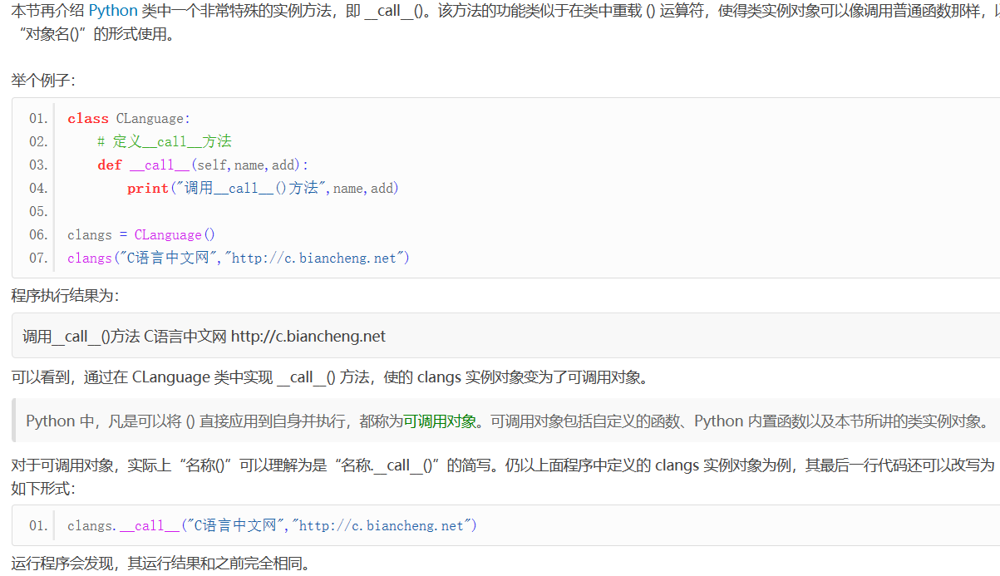 本节再介绍 Python 类中一个非常特殊的实例方法，即 __call__()。该方法的功能类似于在类中重载 () 运算符，使得类实例对象可以像调用普通函数那样，
“对象名()”的形式使用。
举个例子：
01. class CLanguage:
02. # 定义__call__方法
03. def __call__(self,name,add):
04. print("调用__call__()方法",name,add)
05.
06. clangs = CLanguage()
07. clangs("C语言中文网","http://c.biancheng.net")
程序执行结果为：
调用__call__()方法 C语言中文网 http://c.biancheng.net
可以看到，通过在 CLanguage 类中实现 __call__() 方法，使的 clangs 实例对象变为了可调用对象。
Python 中，凡是可以将 () 直接应用到自身并执行，都称为可调用对象。可调用对象包括自定义的函数、Python 内置函数以及本节所讲的类实例对象。
对于可调用对象，实际上“名称()”可以理解为是“名称.__call__()”的简写。仍以上面程序中定义的 clangs 实例对象为例，其最后一行代码还可以改写为
如下形式：
01. clangs.__call__("C语言中文网","http://c.biancheng.net")
运行程序会发现，其运行结果和之前完全相同。